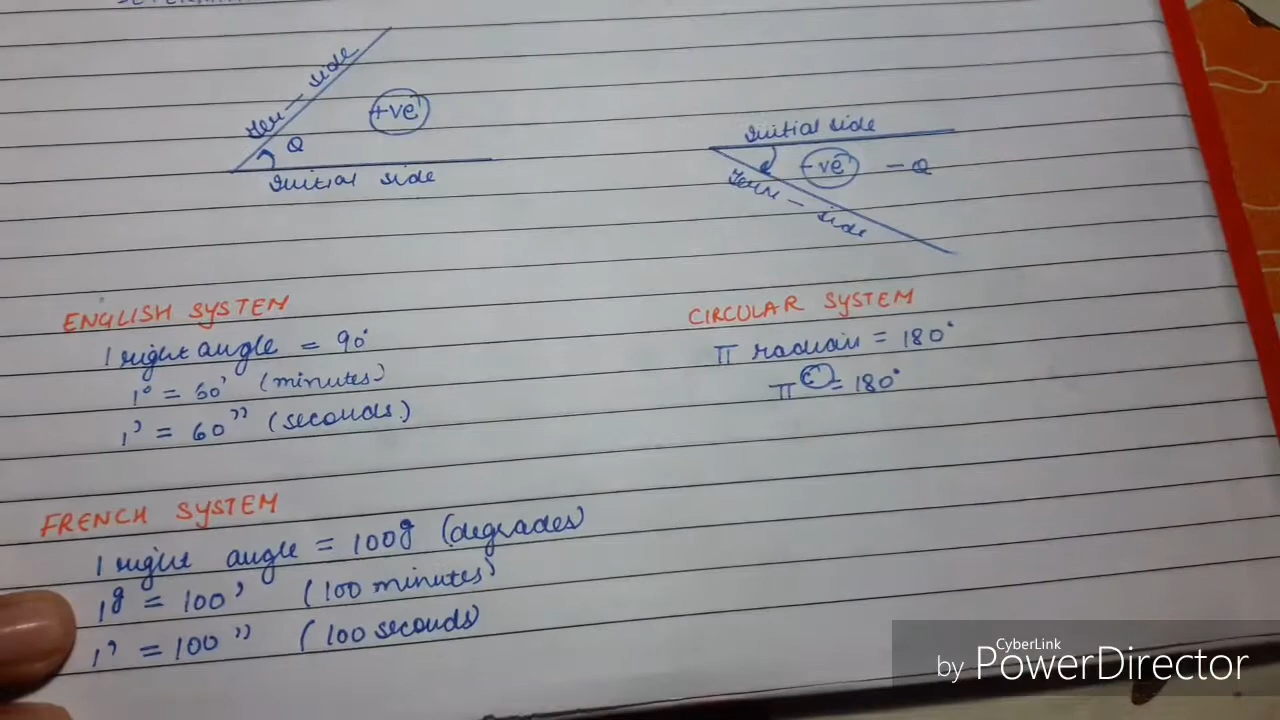 Ter - side
+ve
Q
Initial side
Initial side
-ve - Q
Term - side
ENGLISH SYSTEM
1 right angle = 90°
1° = 60' (minutes)
1' = 60" (seconds)
CIRCULAR SYSTEM
π radian = 180°
π c = 180°
FRENCH SYSTEM
1 right angle = 100g (degrades)
1g = 100' (100 minutes)
1' = 100" (100 seconds
by CyberLink PowerDirector